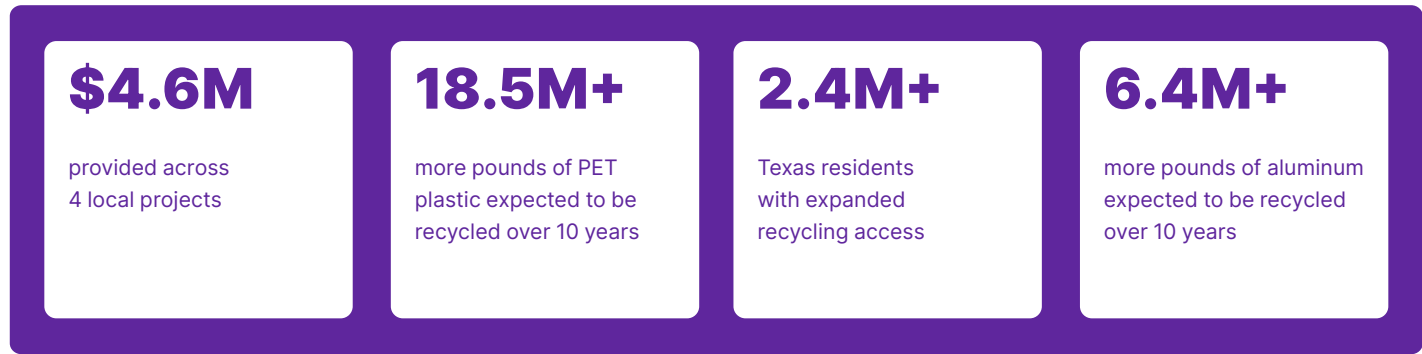 $4.6M
provided across
4 local projects
18.5M+
more pounds of PET
plastic expected to be
recycled over 10 years
2.4M+
Texas residents
with expanded
recycling access
6.4M+
more pounds of aluminum
expected to be recycled
over 10 years